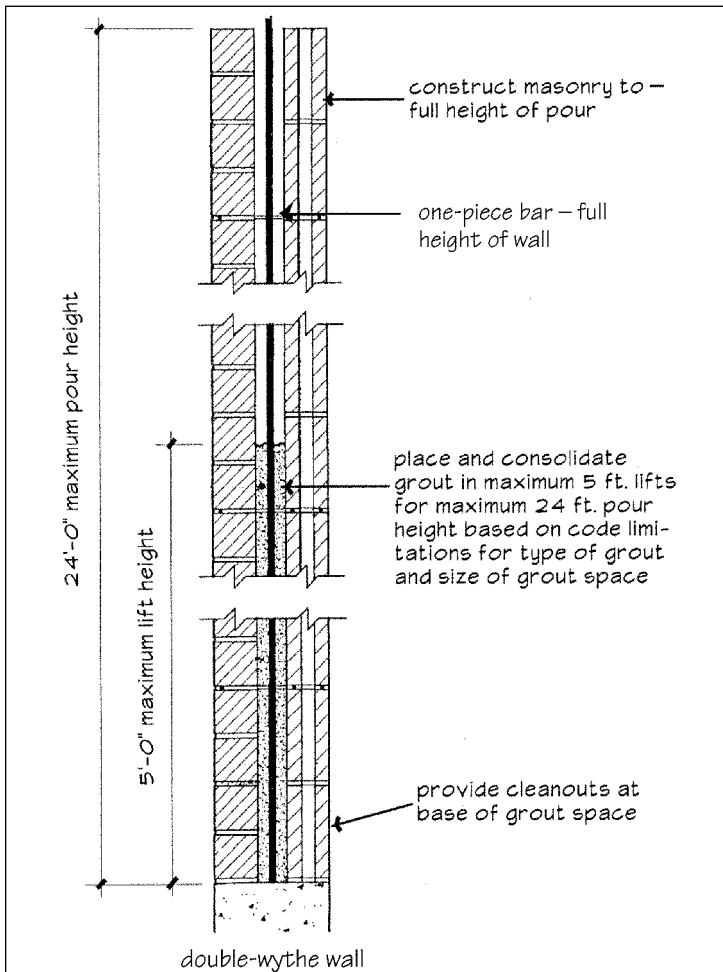 construct masonry to –
full height of pour
one-piece bar – full
height of wall
24'-0" maximum pour height
5'-0" maximum lift height
place and consolidate
grout in maximum 5 ft. lifts
for maximum 24 ft. pour
height based on code limi-
tations for type of grout
and size of grout space
provide cleanouts at
base of grout space
double-wythe wall